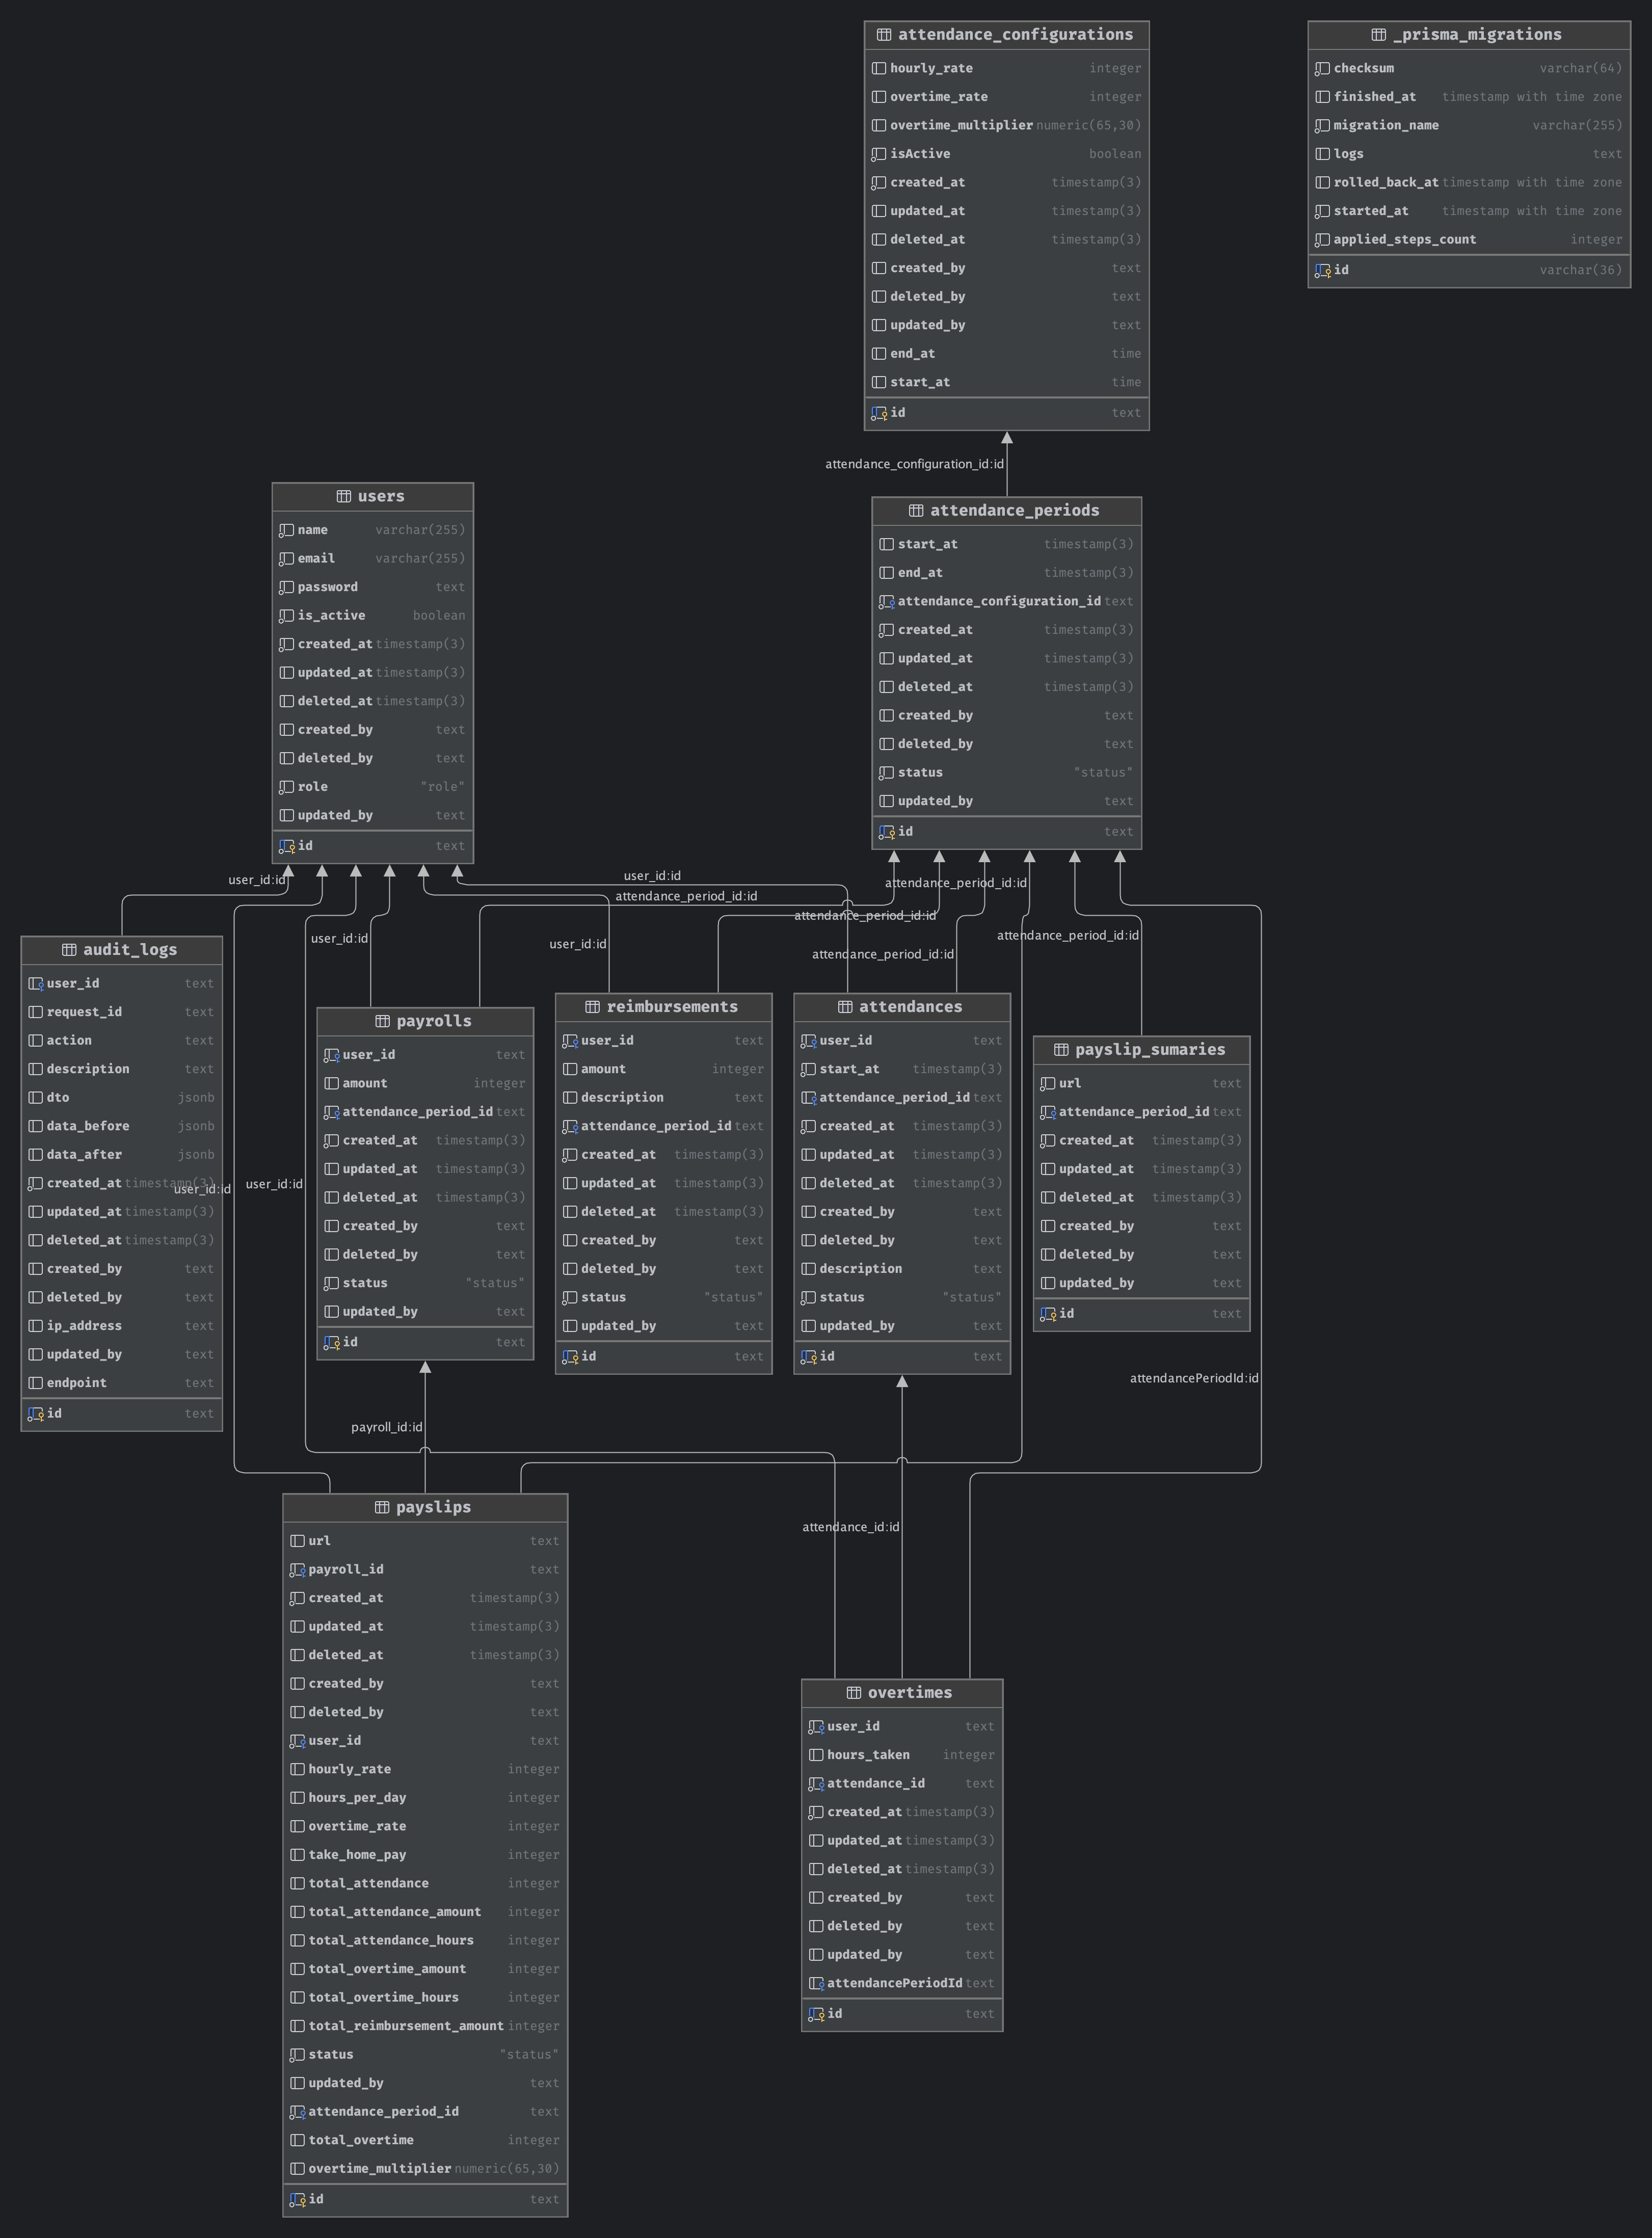 attendance_configurations
hourly_rate integer
overtime_rate integer
overtime_multiplier numeric(65,30)
isActive boolean
created_at timestamp(3)
updated_at timestamp(3)
deleted_at timestamp(3)
created_by text
deleted_by text
updated_by text
end_at time
start_at time
id text
_prisma_migrations
checksum varchar(64)
finished_at timestamp with time zone
migration_name varchar(255)
logs text
rolled_back_at timestamp with time zone
started_at timestamp with time zone
applied_steps_count integer
id varchar(36)
attendance_configuration_id:id
users
name varchar(255)
email varchar(255)
password text
is_active boolean
created_at timestamp(3)
updated_at timestamp(3)
deleted_at timestamp(3)
created_by text
deleted_by text
role "role"
updated_by text
id text
attendance_periods
start_at timestamp(3)
end_at timestamp(3)
attendance_configuration_id text
created_at timestamp(3)
updated_at timestamp(3)
deleted_at timestamp(3)
created_by text
deleted_by text
status "status"
updated_by text
id text
user_id:id
user_id:id
attendance_period_id:id
attendance_period_id:id
attendance_period_id:id
user_id:id
user_id:id
attendance_period_id:id
attendance_period_id:id
audit_logs
user_id text
request_id text
action text
description text
dto jsonb
data_before jsonb
data_after jsonb
created_at timestamp(3)
updated_at timestamp(3)
deleted_at timestamp(3)
created_by text
deleted_by text
ip_address text
updated_by text
endpoint text
id text
user_id:id
user_id:id
payrolls
user_id text
amount integer
attendance_period_id text
created_at timestamp(3)
updated_at timestamp(3)
deleted_at timestamp(3)
created_by text
deleted_by text
status "status"
updated_by text
id text
reimbursements
user_id text
amount integer
description text
attendance_period_id text
created_at timestamp(3)
updated_at timestamp(3)
deleted_at timestamp(3)
created_by text
deleted_by text
status "status"
updated_by text
id text
attendances
user_id text
start_at timestamp(3)
attendance_period_id text
created_at timestamp(3)
updated_at timestamp(3)
deleted_at timestamp(3)
created_by text
deleted_by text
description text
status "status"
updated_by text
id text
payslip_sumaries
url text
attendance_period_id text
created_at timestamp(3)
updated_at timestamp(3)
deleted_at timestamp(3)
created_by text
deleted_by text
updated_by text
id text
attendancePeriodId:id
payroll_id:id
attendance_id:id
payslips
url text
payroll_id text
created_at timestamp(3)
updated_at timestamp(3)
deleted_at timestamp(3)
created_by text
deleted_by text
user_id text
hourly_rate integer
hours_per_day integer
overtime_rate integer
take_home_pay integer
total_attendance integer
total_attendance_amount integer
total_attendance_hours integer
total_overtime_amount integer
total_overtime_hours integer
total_reimbursement_amount integer
status "status"
updated_by text
attendance_period_id text
total_overtime integer
overtime_multiplier numeric(65,30)
id text
overtimes
user_id text
hours_taken integer
attendance_id text
created_at timestamp(3)
updated_at timestamp(3)
deleted_at timestamp(3)
created_by text
deleted_by text
updated_by text
attendancePeriodId text
id text